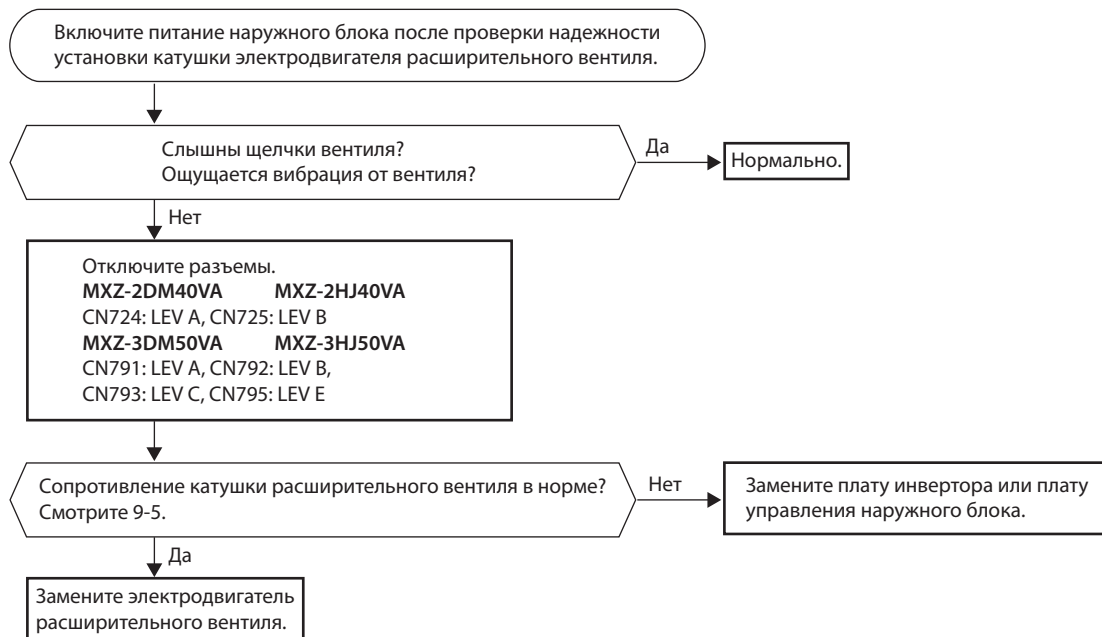 Включите питание наружного блока после проверки надежности
установки катушки электродвигателя расширительного вентиля.
Слышны щелчки вентиля?
Ощущается вибрация от вентиля?
Да
Нормально.
Нет
Отключите разъемы.
MXZ-2DM40VA MXZ-2HJ40VA
CN724: LEV A, CN725: LEV B
MXZ-3DM50VA MXZ-3HJ50VA
CN791: LEV A, CN792: LEV B,
CN793: LEV C, CN795: LEV E
Сопротивление катушки расширительного вентиля в норме?
Смотрите 9-5.
Нет
Замените плату инвертора или плату
управления наружного блока.
Да
Замените электродвигатель
расширительного вентиля.